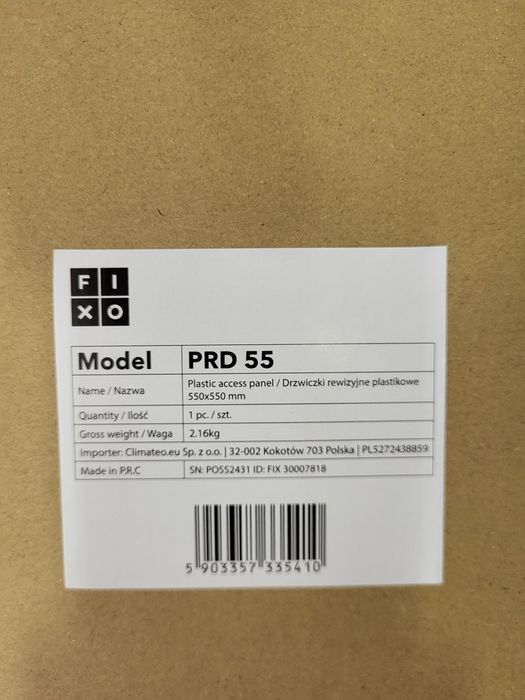 FI
XO
Model PRD 55
Name / Nazwa Plastic access panel / Drzwiczki rewizyjne plastikowe
550x550 mm
Quantity / Ilość 1 pc. / szt.
Gross weight / Waga 2.16kg
importer: Climateo.eu Sp. z o.o. | 32-002 Kokotów 703 Polska | PL5272438859
Made in P.R.C SN: POS52431 ID: FIX 30007818
5 903357 335410